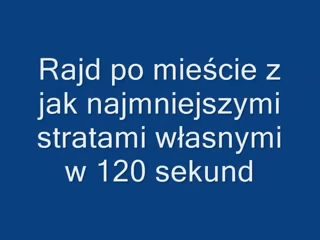 Rajd po mieście z
jak najmniejszymi
stratami własnymi
w 120 sekund